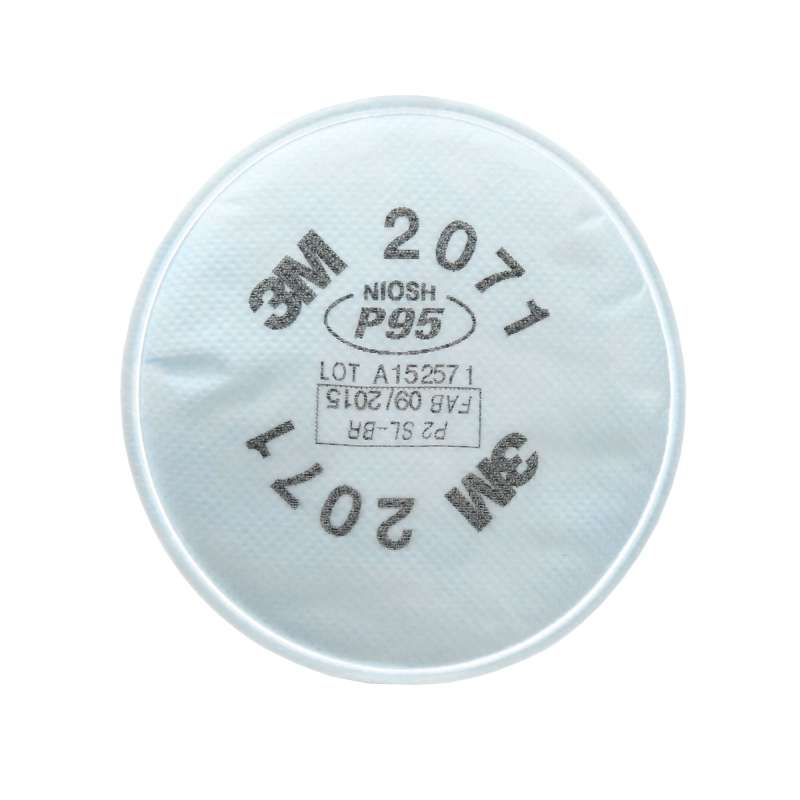 3M 2071
NIOSH
P95
LOT A152571
P2 SL-BR
FAB 09/2015
3M 2071